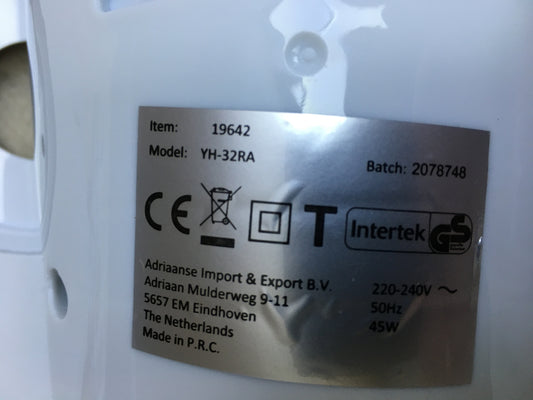 Item: 19642
Model: YH-32RA
Batch: 2078748
CE
T
Intertek
GS
Adriaanse Import & Export B.V.
Adriaan Mulderweg 9-11
5657 EM Eindhoven
The Netherlands
Made in P.R.C.
220-240V ~
50Hz
45W